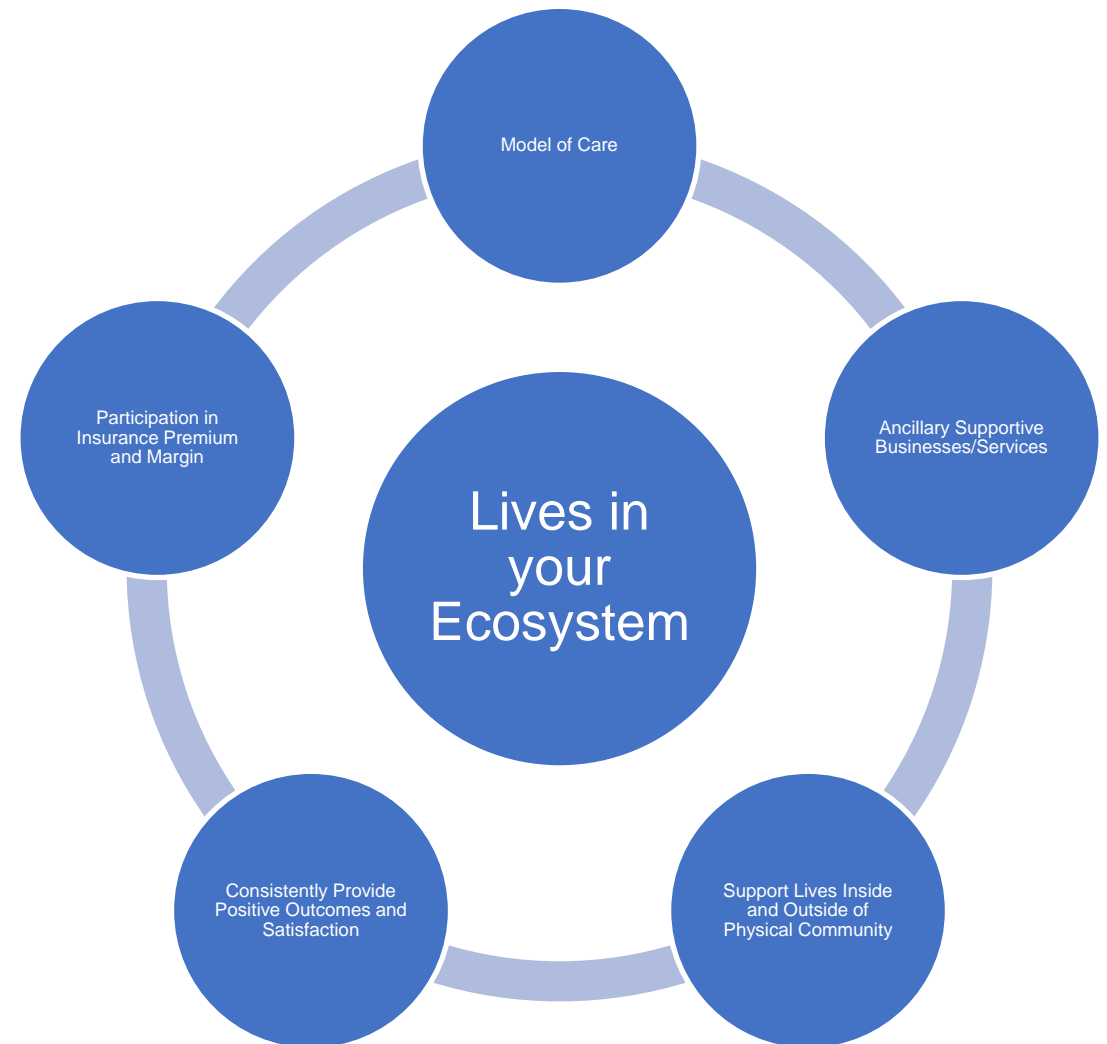 Model of Care
Ancillary Supportive
Businesses/Services
Support Lives Inside
and Outside of
Physical Community
Consistently Provide
Positive Outcomes and
Satisfaction
Participation in
Insurance Premium
and Margin
Lives in
your
Ecosystem